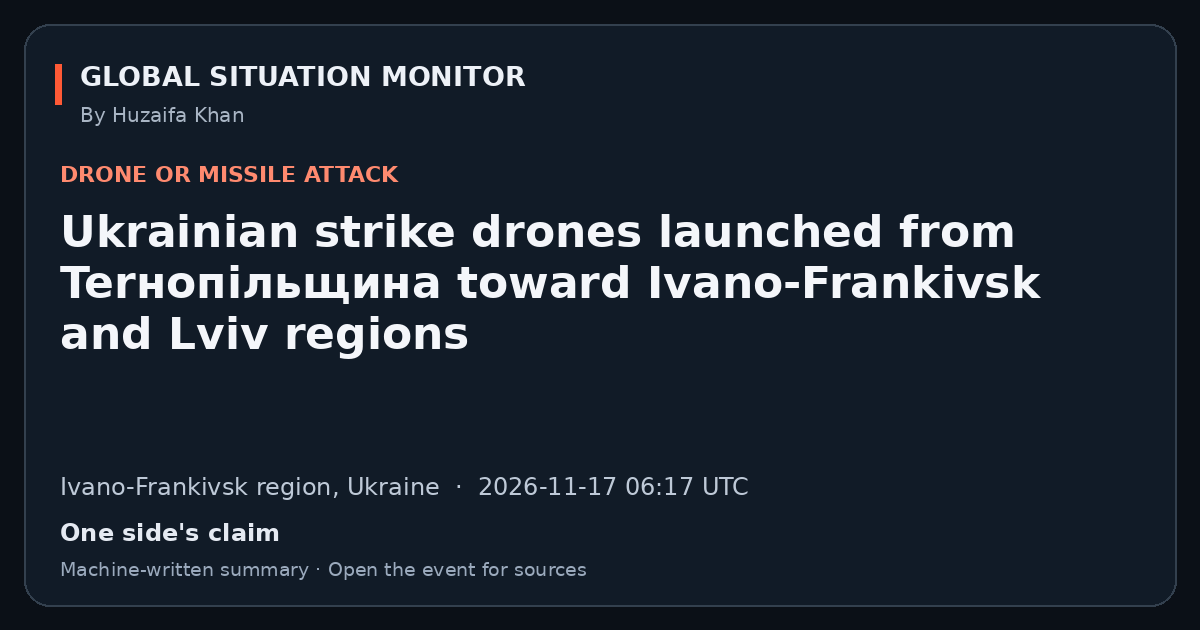 GLOBAL SITUATION MONITOR
By Huzaifa Khan
DRONE OR MISSILE ATTACK
Ukrainian strike drones launched from
Terнопільщина toward Ivano-Frankivsk
and Lviv regions
Ivano-Frankivsk region, Ukraine · 2026-11-17 06:17 UTC
One side's claim
Machine-written summary · Open the event for sources